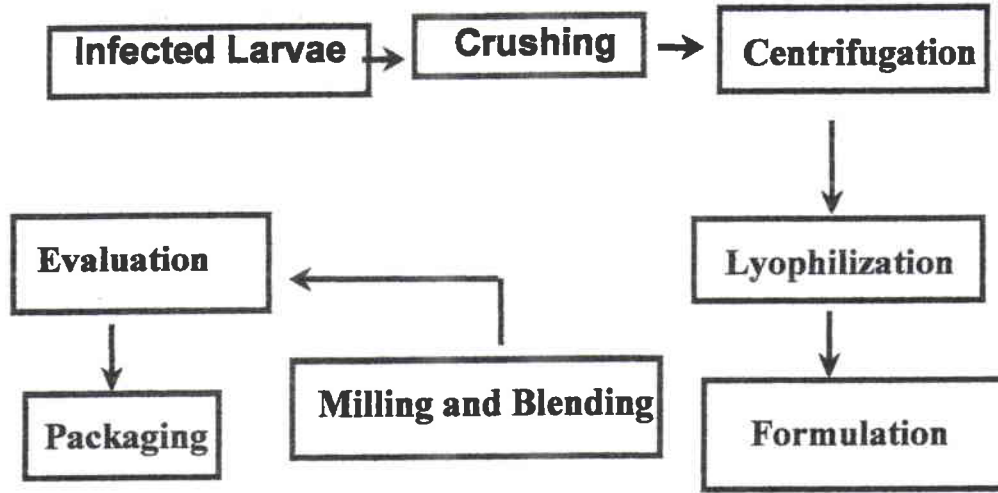 Infected Larvae
Crushing
Centrifugation
Lyophilization
Formulation
Milling and Blending
Evaluation
Packaging